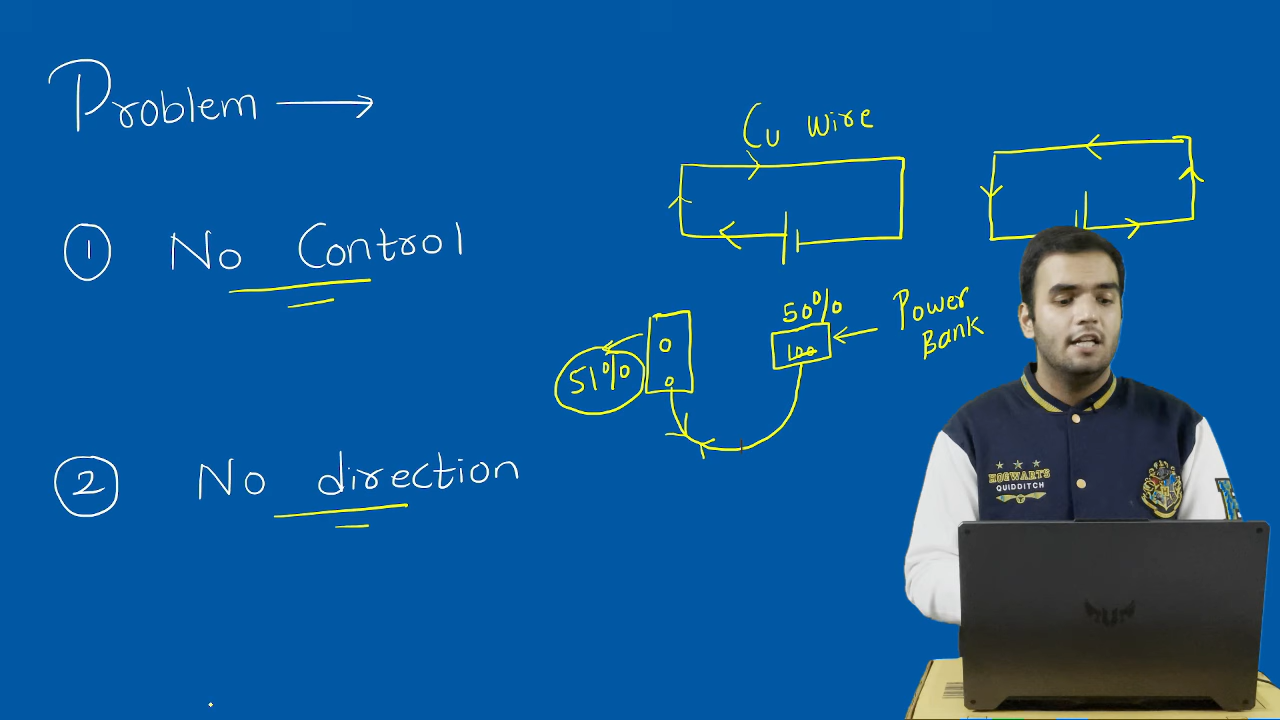 Problem →
① No Control
② No direction
Cu wire
50%
100
Power
Bank
51%
HOGWARTS
QUIDDITCH